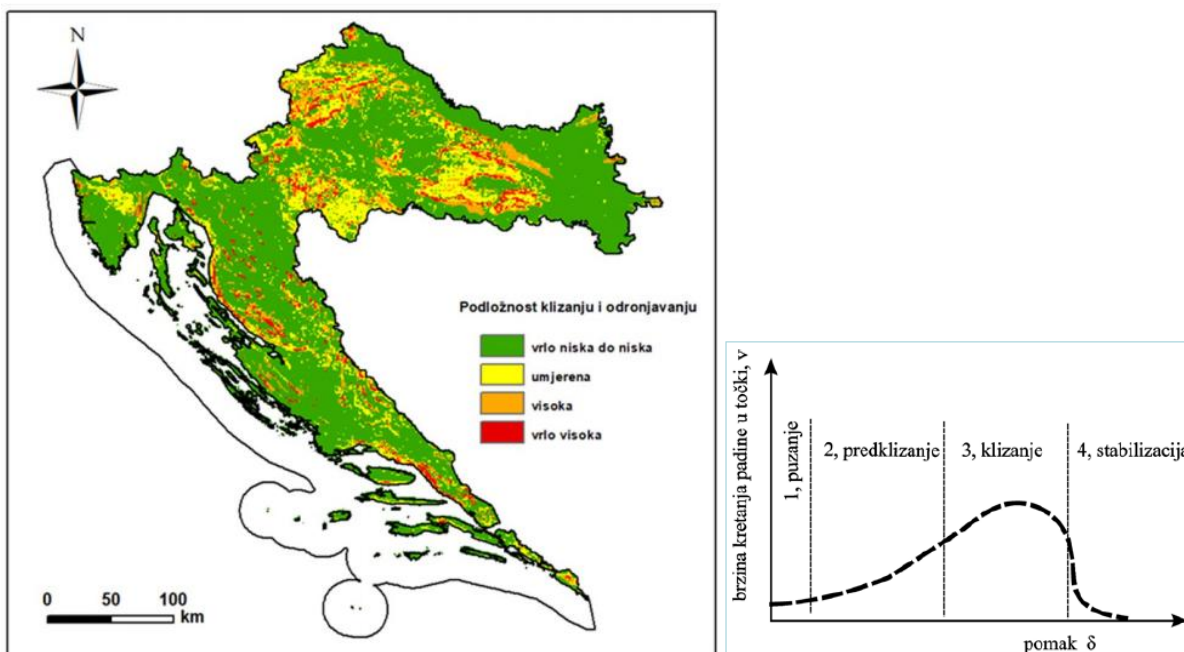 N
Podložnost klizanju i odronjavanju
vrlo niska do niska
umjerena
visoka
vrlo visoka
0 50 100
km
brzina kretanja padine u točki, v
1, puzanje
2, predklizanje
3, klizanje
4, stabilizacija
pomak δ